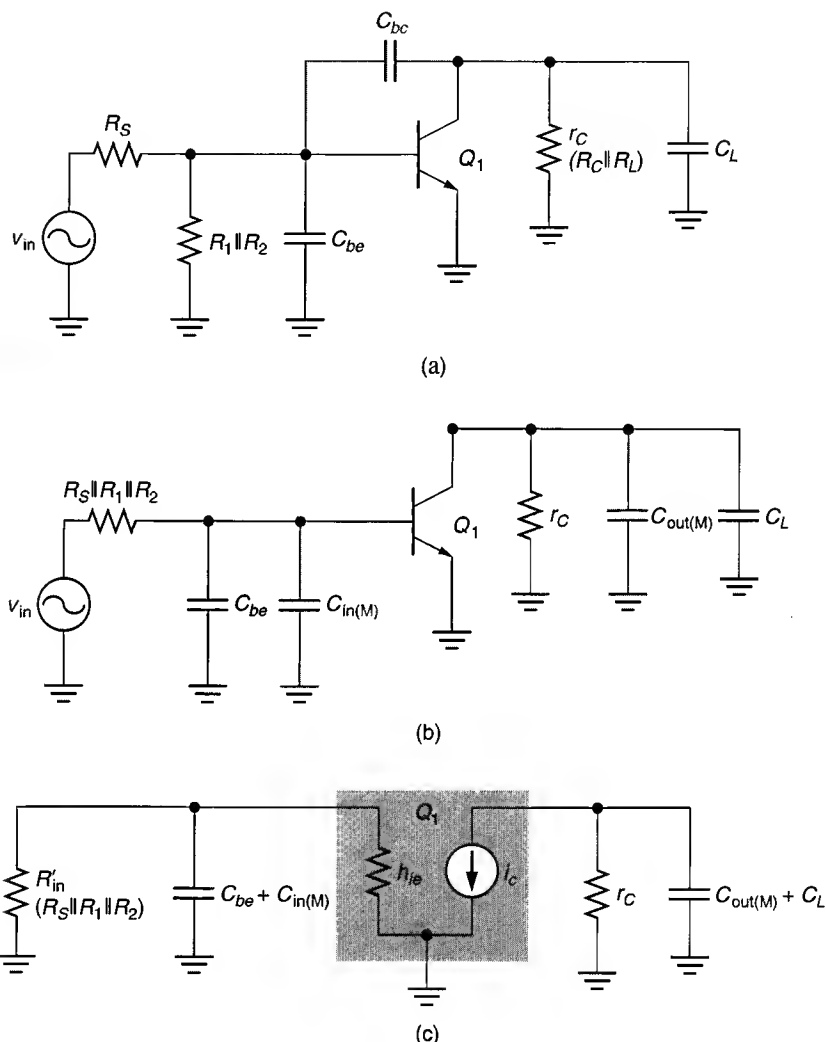 C_bc
R_S
Q_1
r_C
(R_C||R_L)
C_L
v_in
R_1||R_2
C_be
(a)
R_S||R_1||R_2
Q_1
r_C
C_out(M)
C_L
v_in
C_be
C_in(M)
(b)
Q_1
R'_in
(R_S||R_1||R_2)
C_be + C_in(M)
h_ie
i_c
r_C
C_out(M) + C_L
(c)